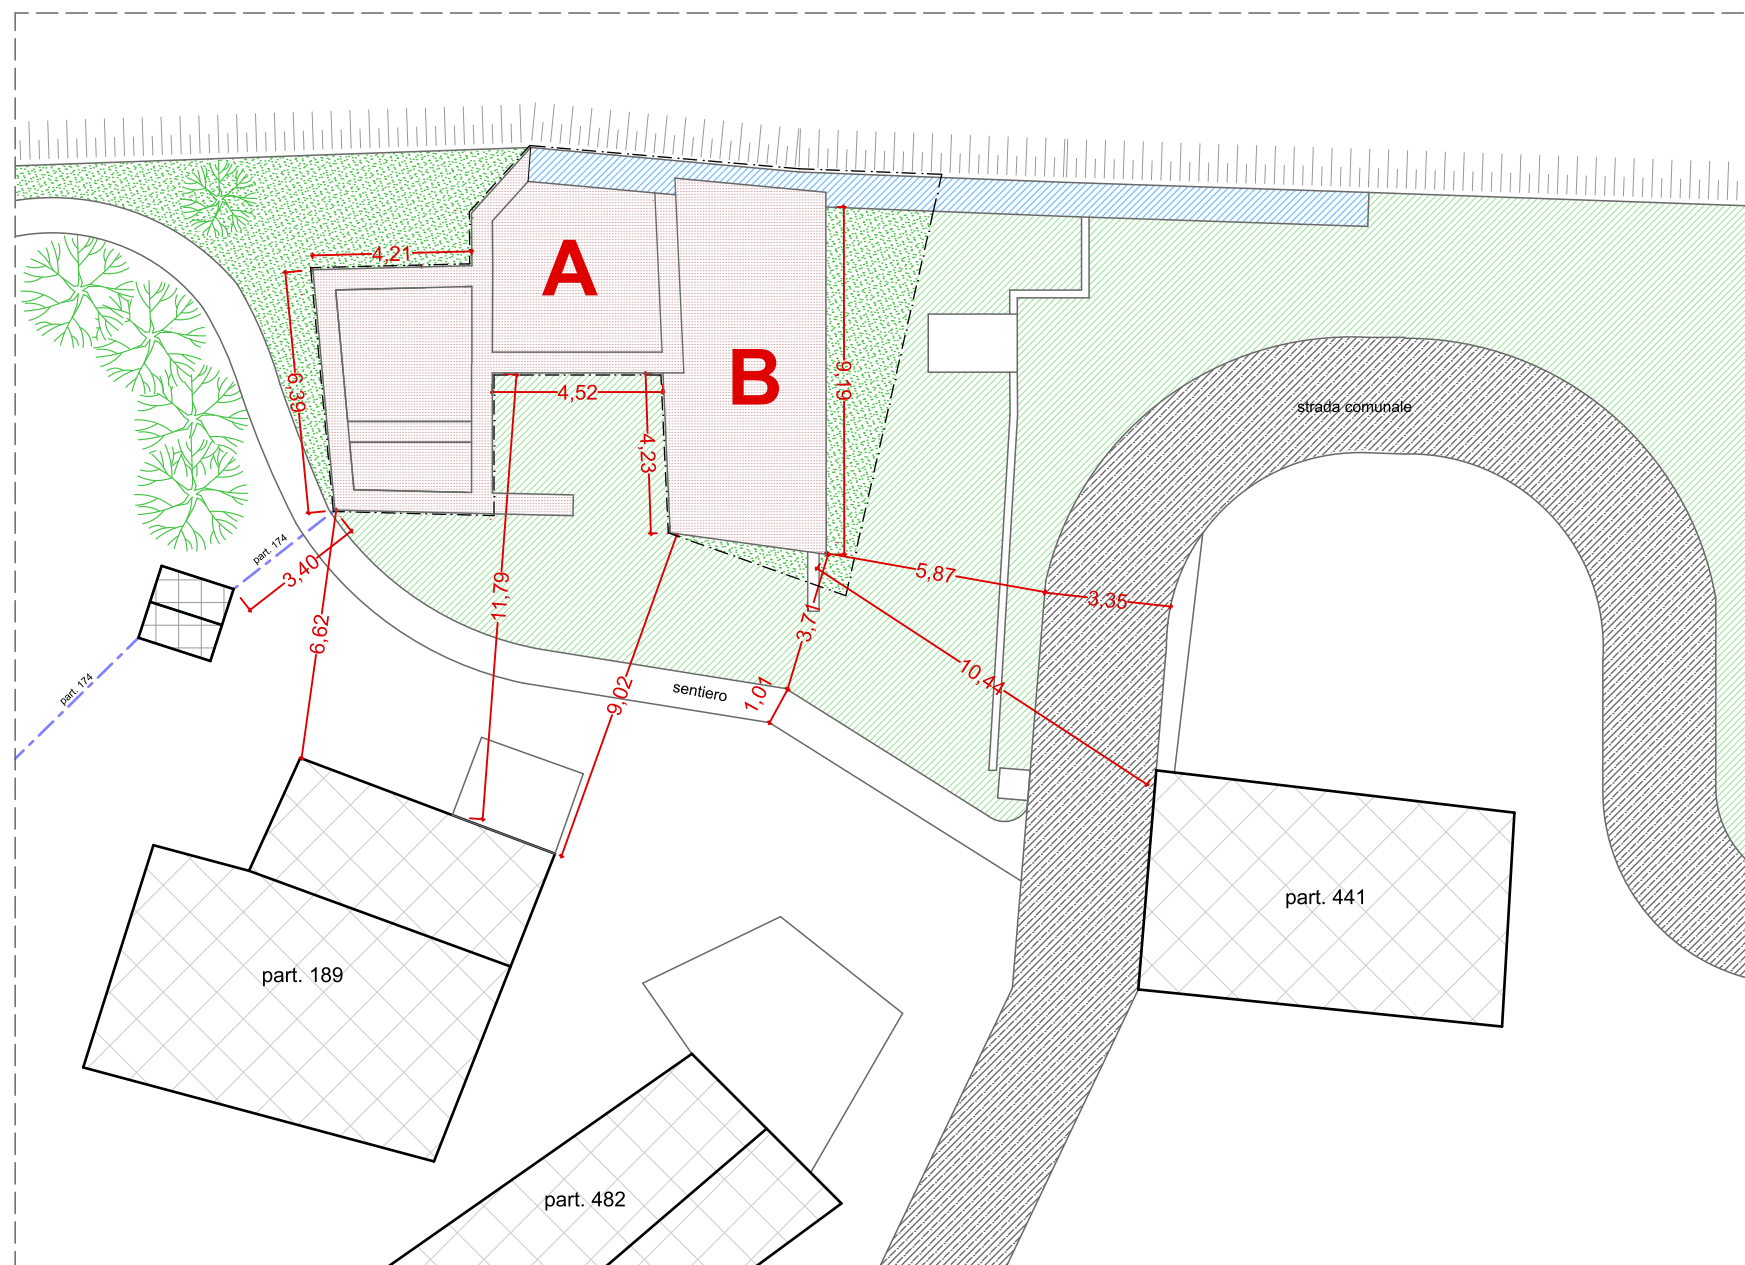 4,21
A
6,39
4,52
B
9,19
4,23
strada comunale
part. 174
3,40
5,87
3,35
11,79
6,62
3,71
10,44
part. 174
9,02
sentiero
1,01
part. 441
part. 189
part. 482